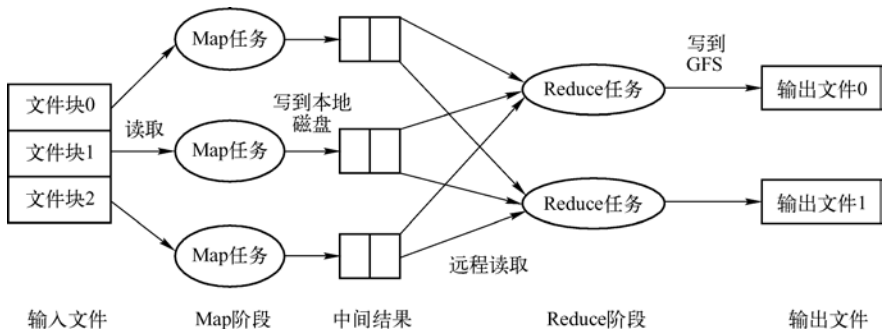 Map任务
写到
GFS
文件块0
Reduce任务
输出文件0
读取
写到本地
磁盘
文件块1
Map任务
文件块2
Reduce任务
输出文件1
Map任务
远程读取
输入文件
Map阶段
中间结果
Reduce阶段
输出文件